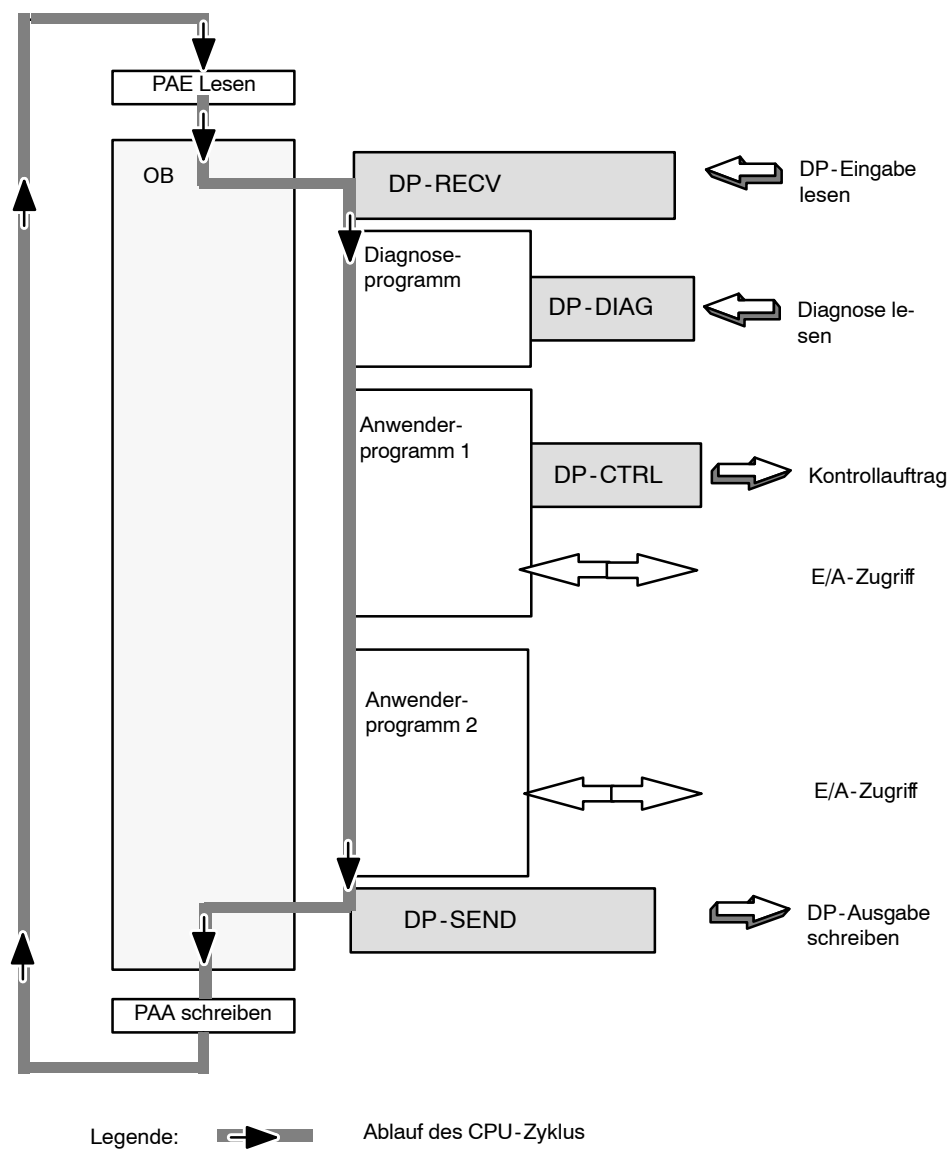 PAE Lesen
OB
DP-RECV
DP-Eingabe
lesen
Diagnose-
programm
DP-DIAG
Diagnose le-
sen
Anwender-
programm 1
DP-CTRL
Kontrollauftrag
E/A-Zugriff
Anwender-
programm 2
E/A-Zugriff
DP-SEND
DP-Ausgabe
schreiben
PAA schreiben
Legende:
Ablauf des CPU-Zyklus